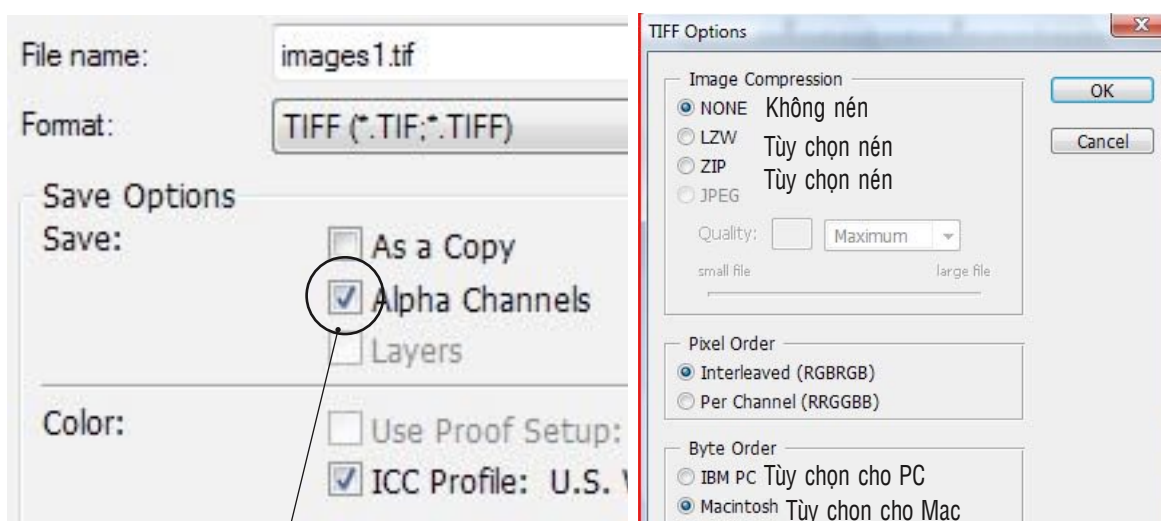 File name:
images1.tif
Format:
TIFF (*.TIF;*.TIFF)
Save Options
Save:
As a Copy
Alpha Channels
Layers
Color:
Use Proof Setup:
ICC Profile: U.S.
TIFF Options
Image Compression
NONE Không nén
LZW Tùy chọn nén
ZIP Tùy chọn nén
JPEG
Quality: Maximum
small file large file
Pixel Order
Interleaved (RGBRGB)
Per Channel (RRGGBB)
Byte Order
IBM PC Tùy chọn cho PC
Macintosh Tùy chọn cho Mac
OK
Cancel